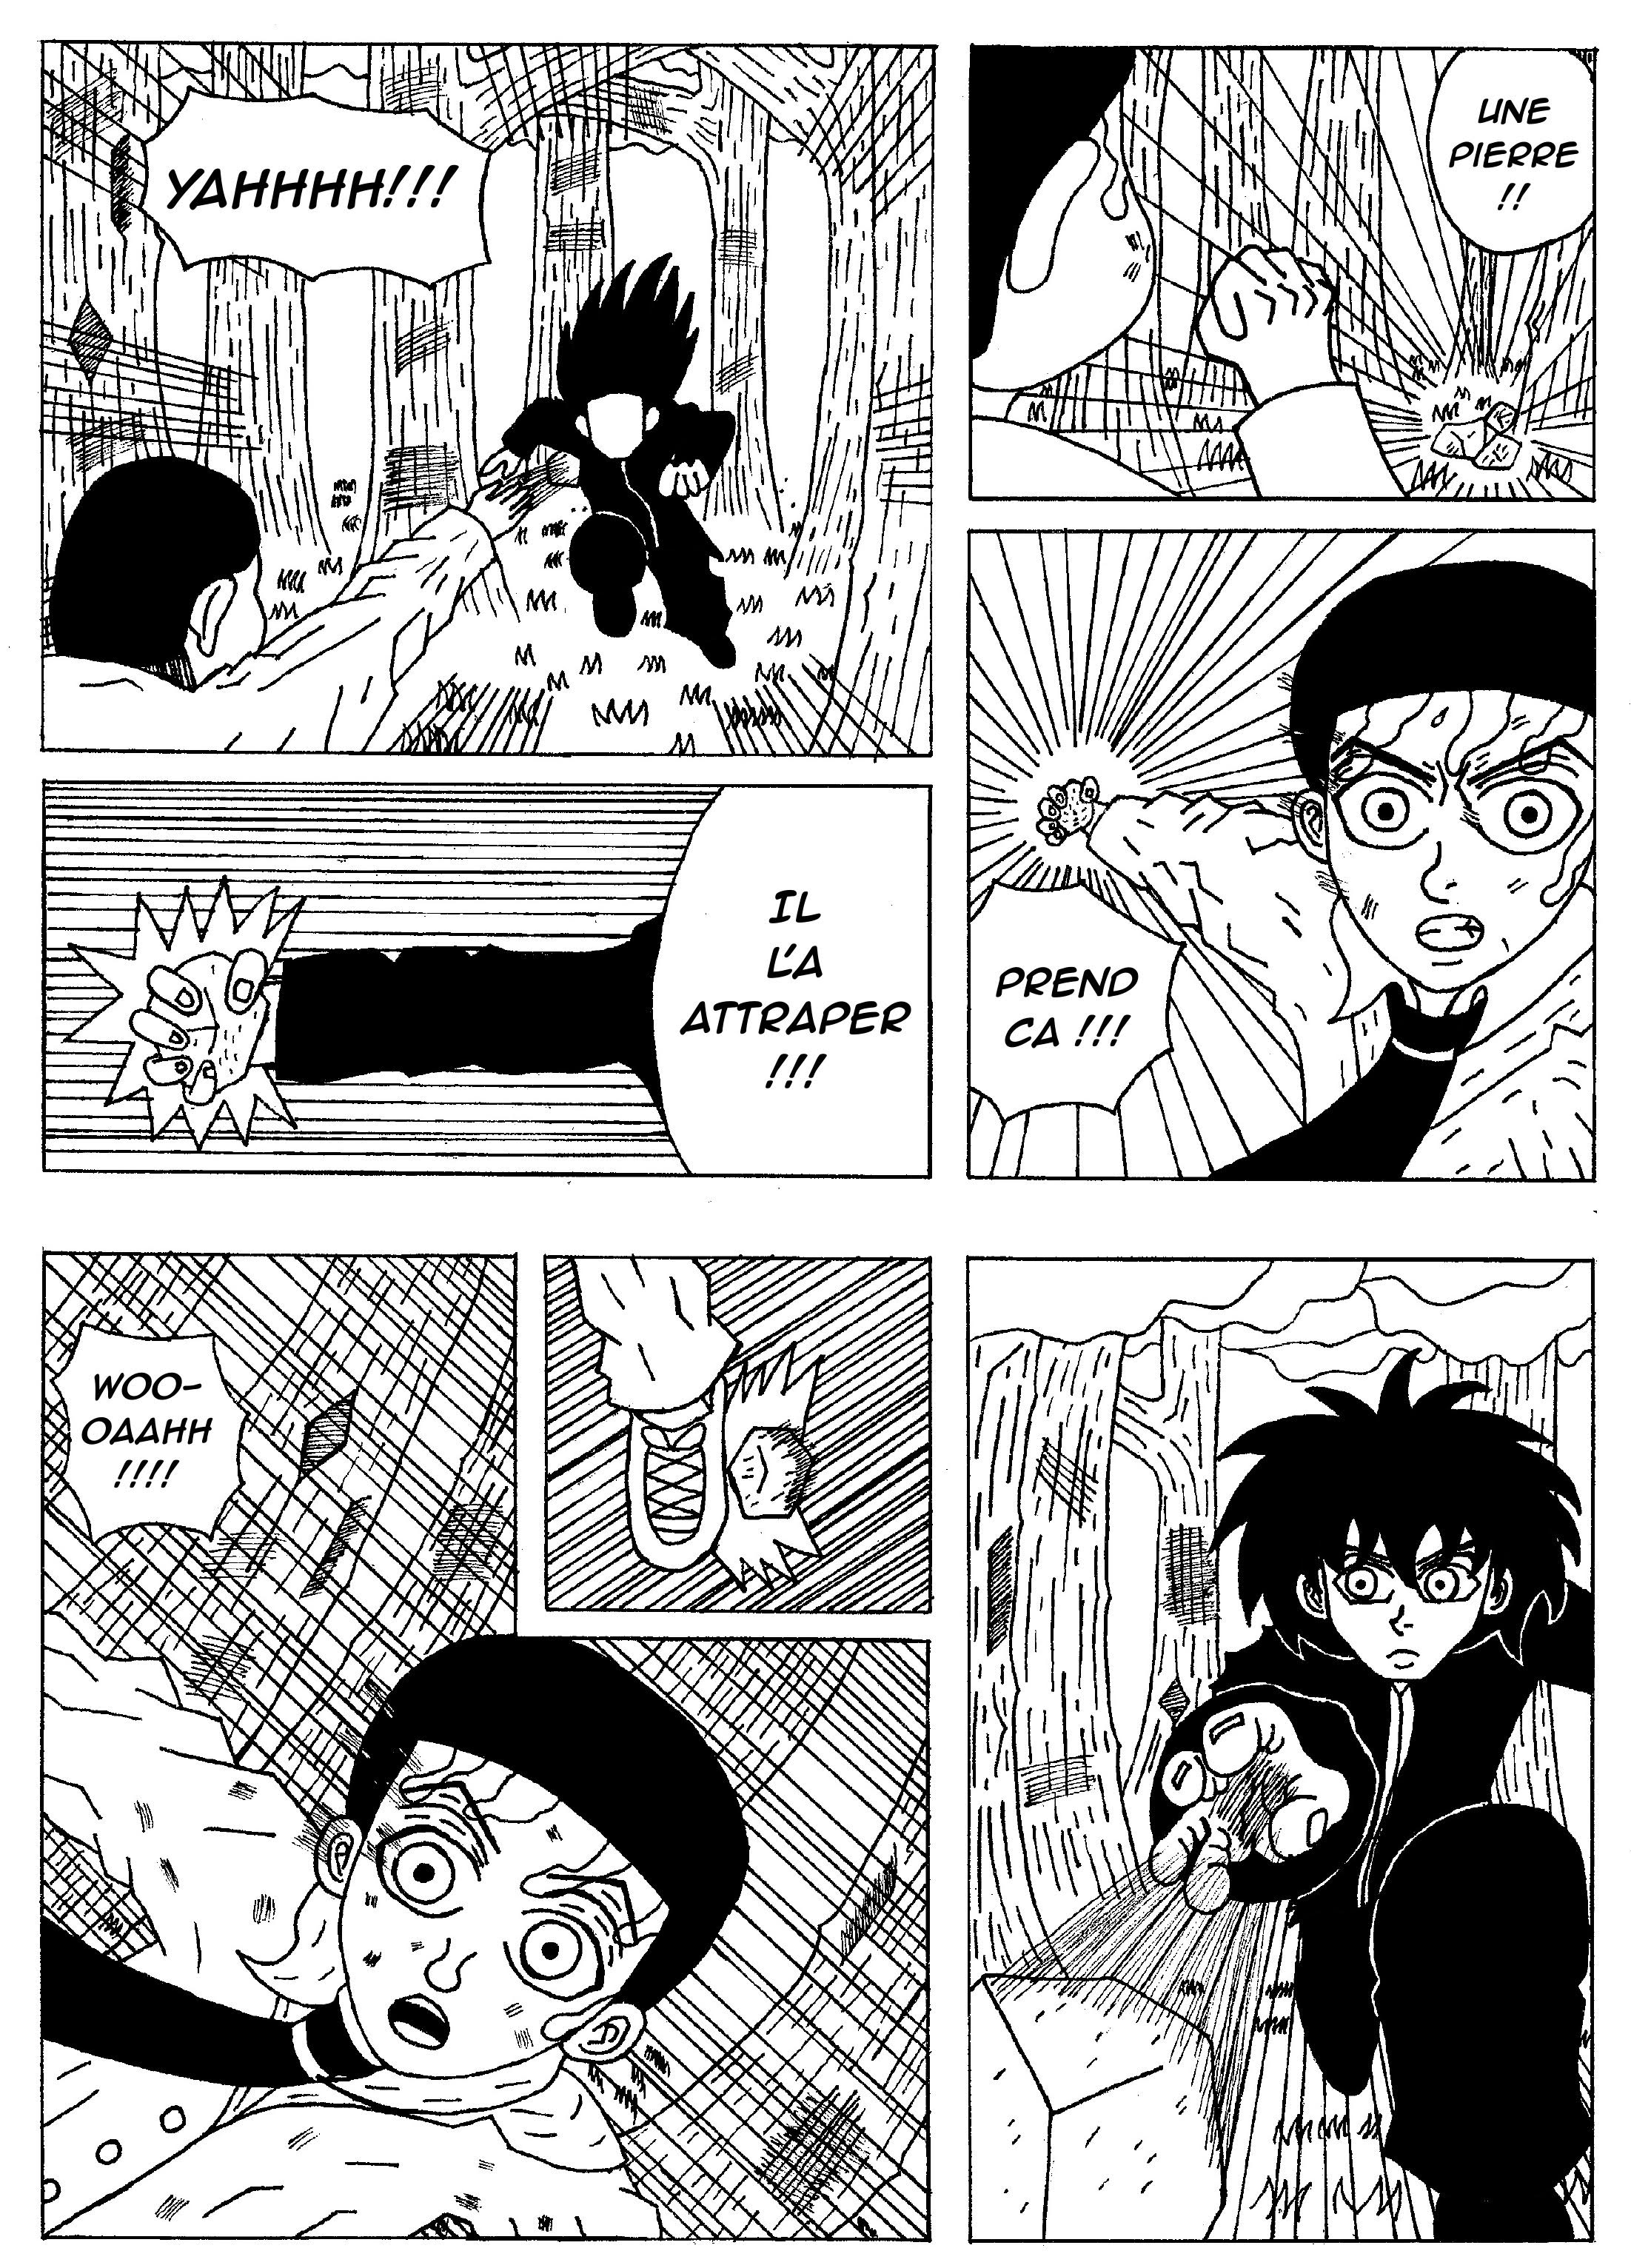 UNE
PIERRE
!!
YAHHHH!!!
PREND
CA !!!
IL
L'A
ATTRAPER
!!!
WOO-
OAAHH
!!!!